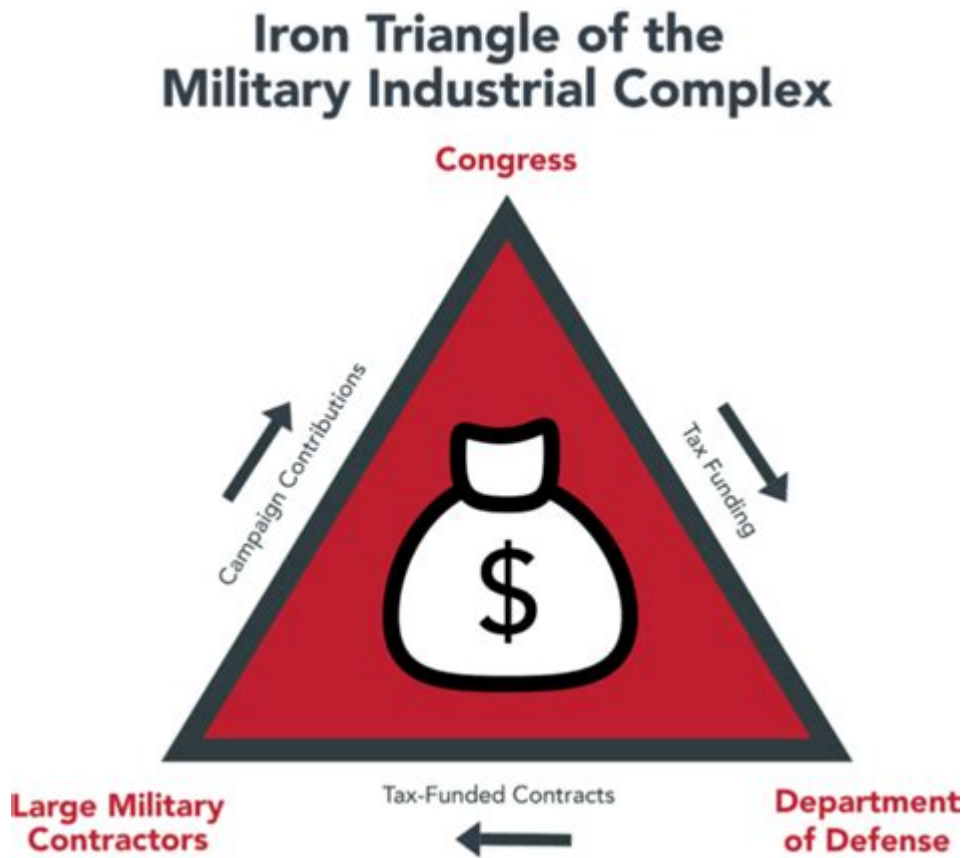 Iron Triangle of the
Military Industrial Complex
Congress
Campaign Contributions
Tax Funding
$
Tax-Funded Contracts
Large Military
Contractors
Department
of Defense